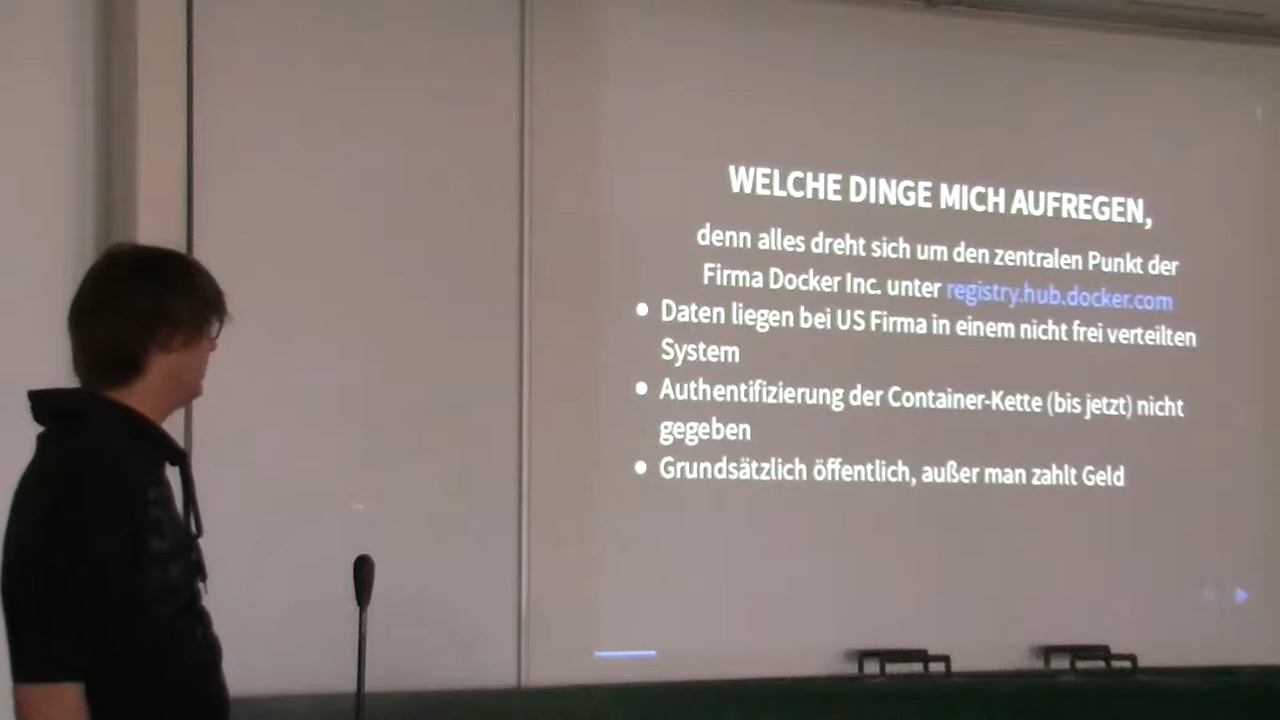 WELCHE DINGE MICH AUFREGEN,
denn alles dreht sich um den zentralen Punkt der
Firma Docker Inc. unter registry.hub.docker.com
• Daten liegen bei US Firma in einem nicht frei verteilten
System
• Authentifizierung der Container-Kette (bis jetzt) nicht
gegeben
• Grundsätzlich öffentlich, außer man zahlt Geld